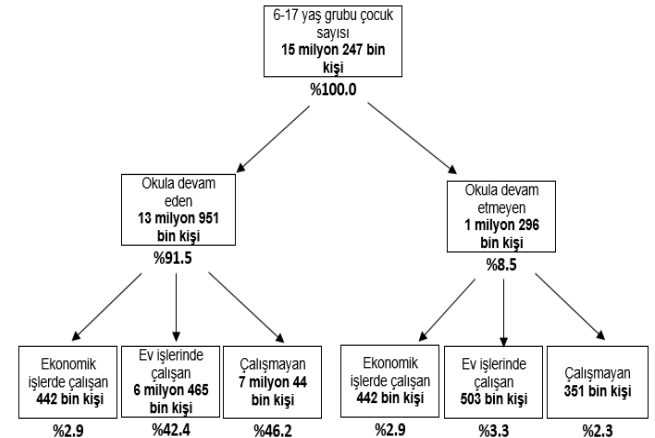 6-17 yaş grubu çocuk
sayısı
15 milyon 247 bin
kişi
%100.0
Okula devam
eden
13 milyon 951
bin kişi
%91.5
Okula devam
etmeyen
1 milyon 296
bin kişi
%8.5
Ekonomik
işlerde çalışan
442 bin kişi
%2.9
Ev işlerinde
çalışan
6 milyon 465
bin kişi
%42.4
Çalışmayan
7 milyon 44
bin kişi
%46.2
Ekonomik
işlerde çalışan
442 bin kişi
%2.9
Ev işlerinde
çalışan
503 bin kişi
%3.3
Çalışmayan
351 bin kişi
%2.3